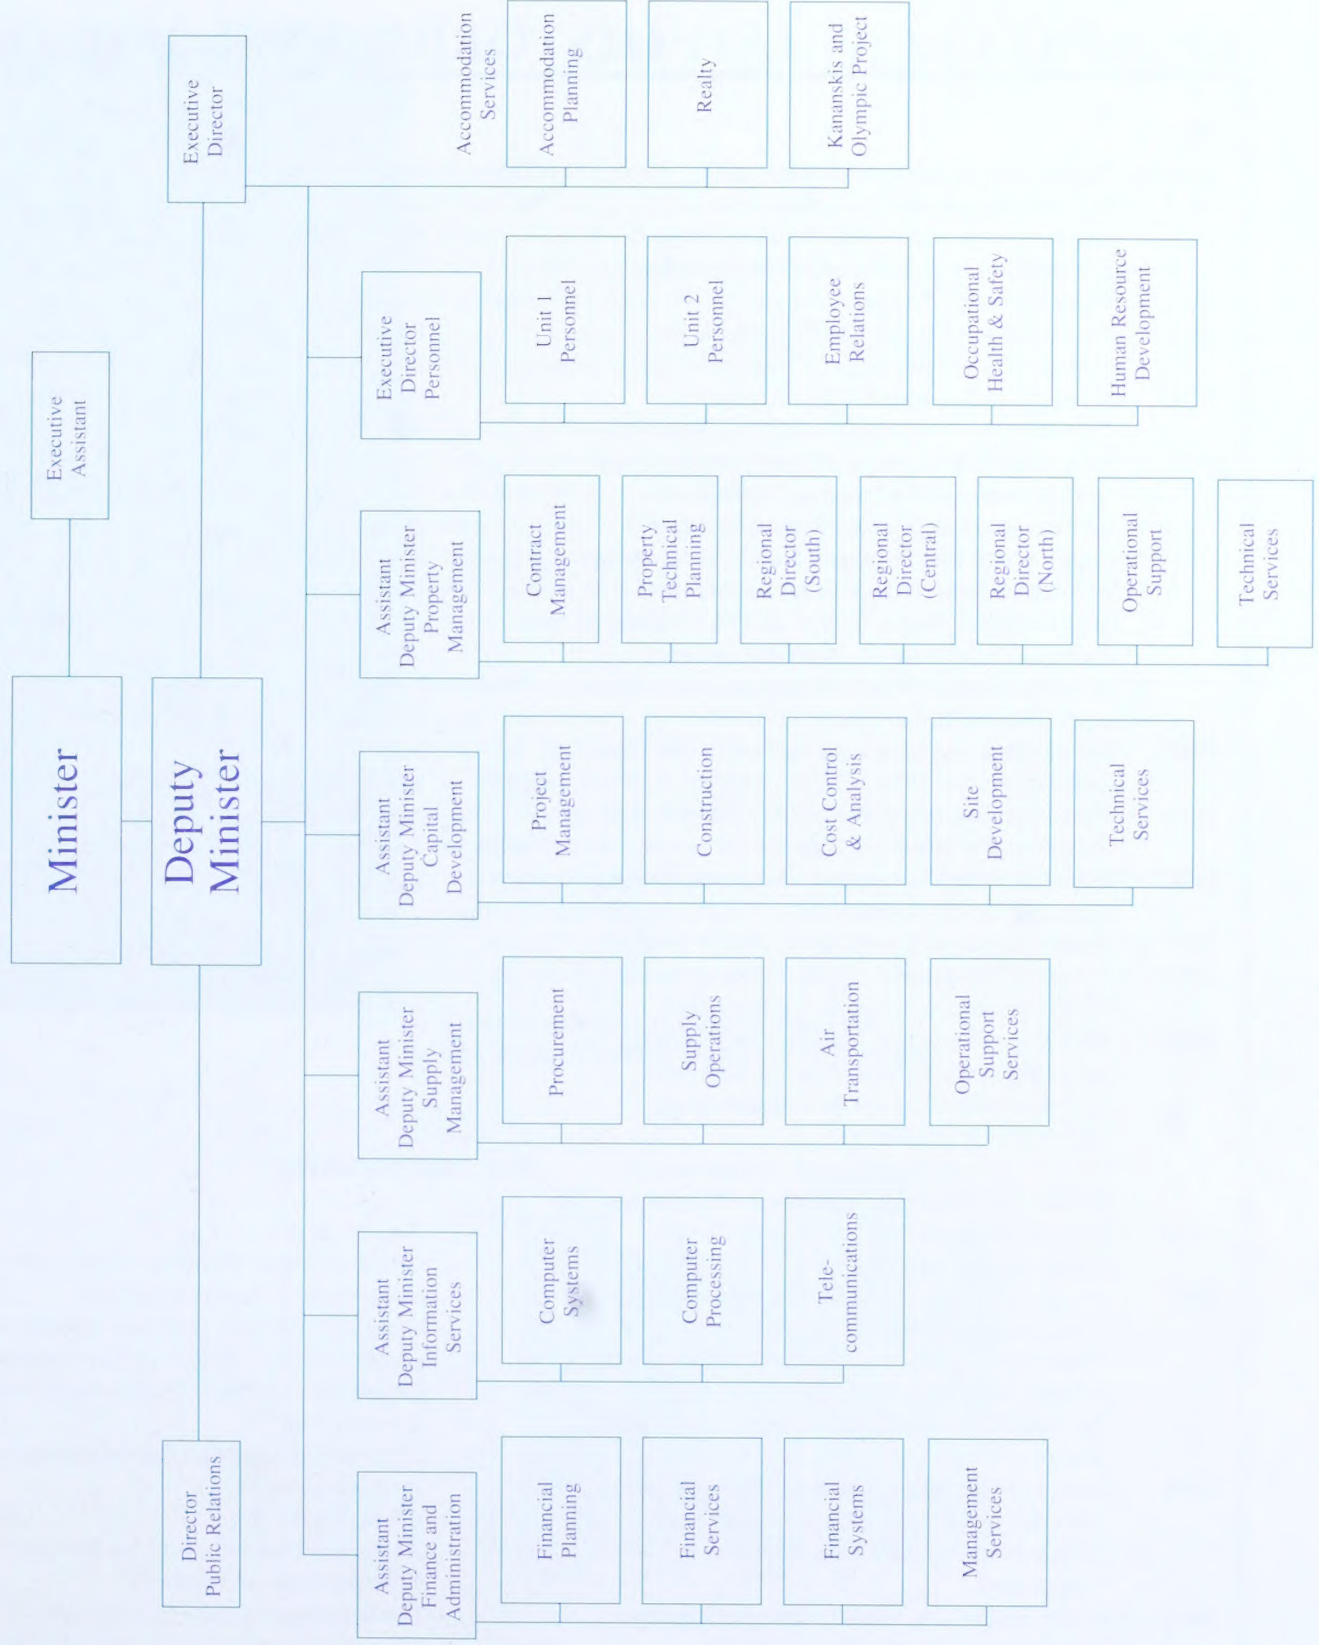 Minister
Executive
Assistant
Deputy
Minister
Director
Public Relations
Executive
Director
Assistant
Deputy Minister
Finance and
Administration
Financial
Planning
Financial
Services
Financial
Systems
Management
Services
Assistant
Deputy Minister
Information
Services
Computer
Systems
Computer
Processing
Tele-
communications
Assistant
Deputy Minister
Supply
Management
Procurement
Supply
Operations
Air
Transportation
Operational
Support
Services
Assistant
Deputy Minister
Capital
Development
Project
Management
Construction
Cost Control
& Analysis
Site
Development
Technical
Services
Assistant
Deputy Minister
Property
Management
Contract
Management
Property
Technical
Planning
Regional
Director
(South)
Regional
Director
(Central)
Regional
Director
(North)
Operational
Support
Technical
Services
Executive
Director
Personnel
Unit 1
Personnel
Unit 2
Personnel
Employee
Relations
Occupational
Health & Safety
Human Resource
Development
Accommodation
Services
Accommodation
Planning
Realty
Kananskis and
Olympic Project